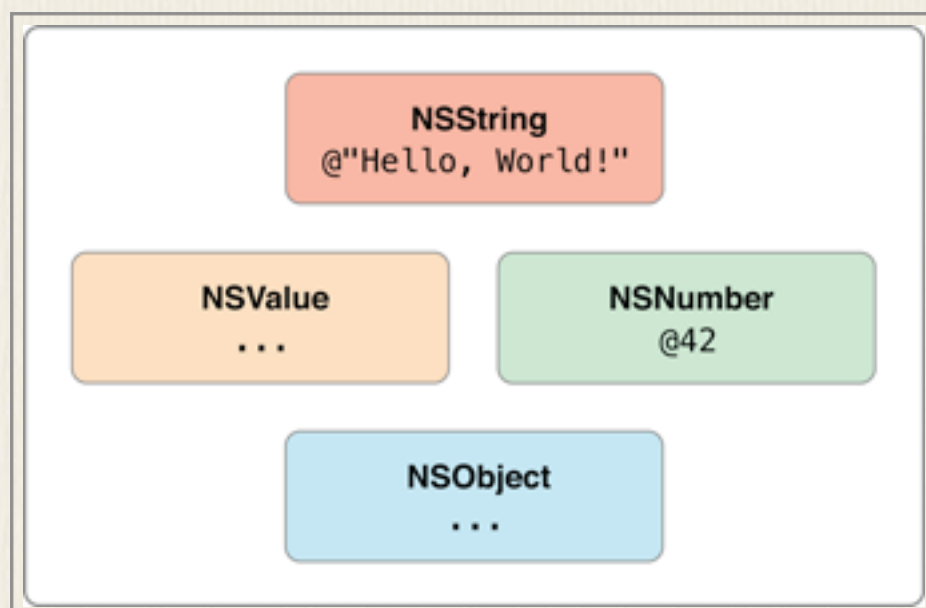 NSString
@"Hello, World!"
NSValue
...
NSNumber
@42
NSObject
...